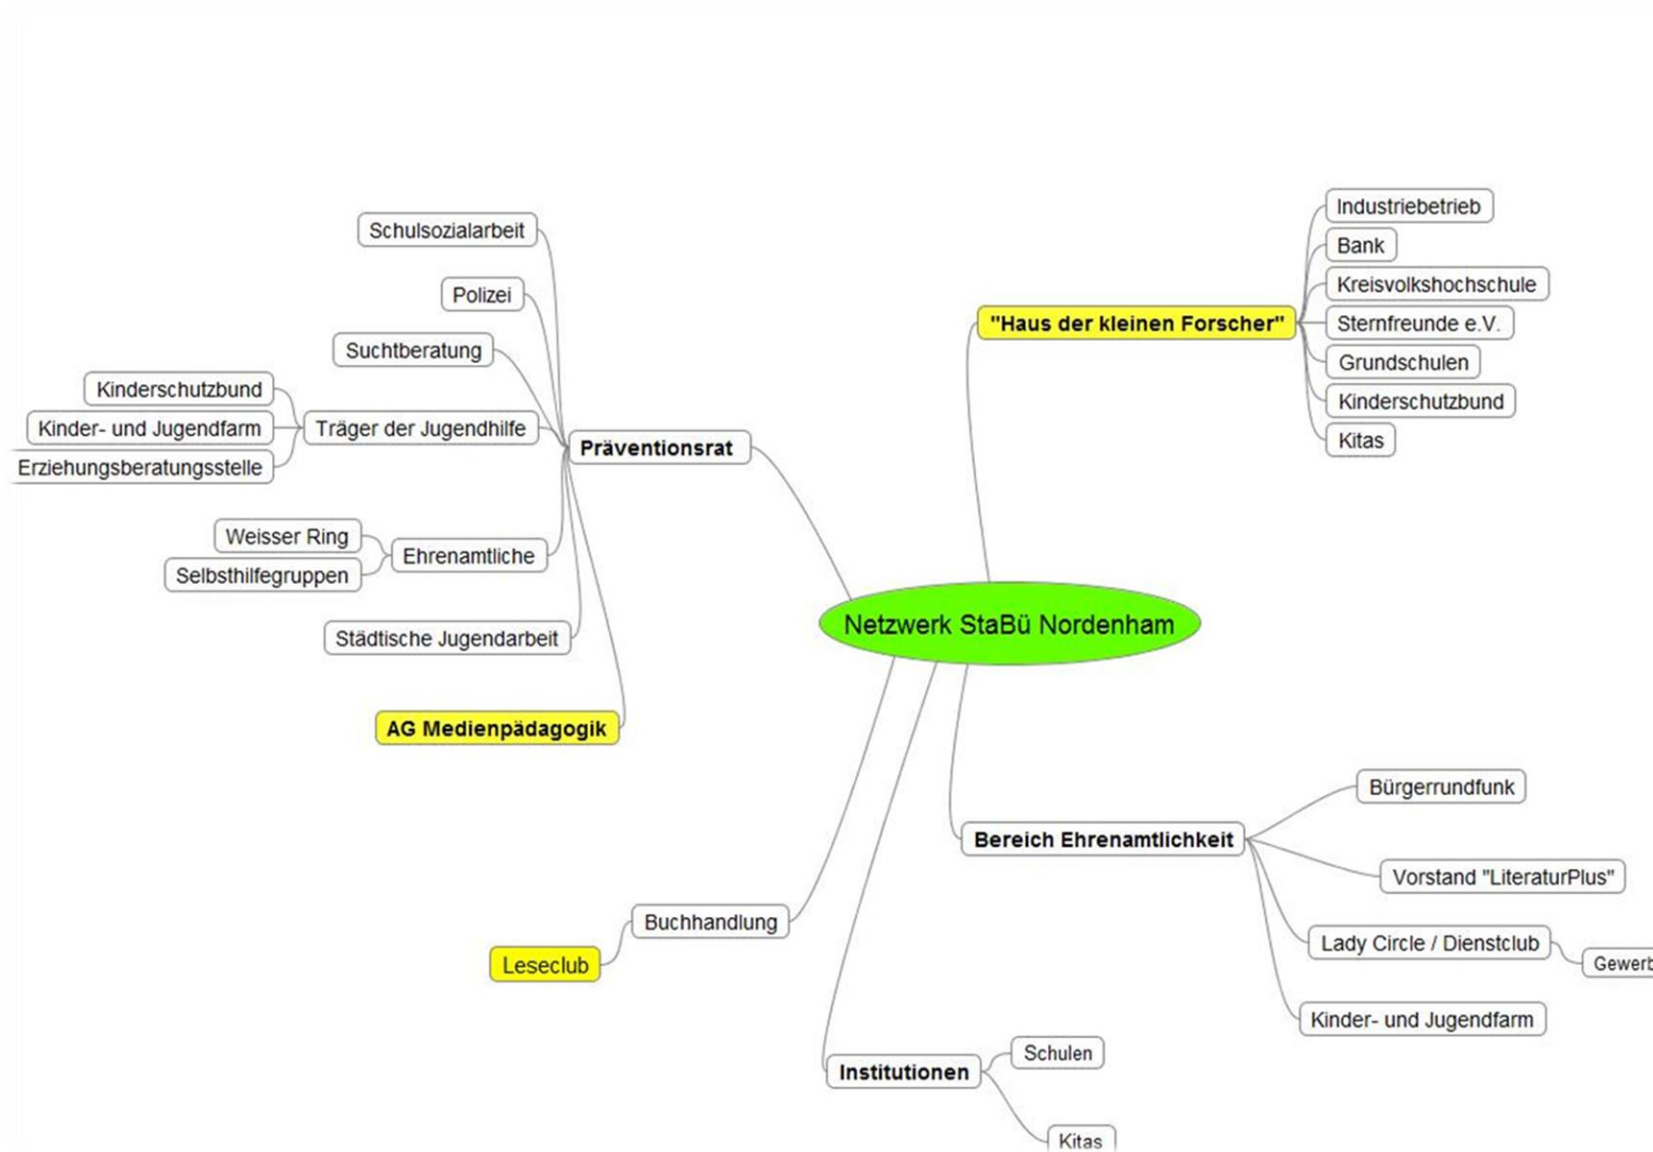 Schulsozialarbeit
Polizei
Suchtberatung
Kinderschutzbund
Kinder- und Jugendfarm
Erziehungsberatungsstelle
Träger der Jugendhilfe
Präventionsrat
Weisser Ring
Selbsthilfegruppen
Ehrenamtliche
Städtische Jugendarbeit
AG Medienpädagogik
"Haus der kleinen Forscher"
Industriebetrieb
Bank
Kreisvolkshochschule
Sternfreunde e.V.
Grundschulen
Kinderschutzbund
Kitas
Netzwerk StaBü Nordenham
Bereich Ehrenamtlichkeit
Bürgerrundfunk
Vorstand "LiteraturPlus"
Lady Circle / Dienstclub
Gewerb
Kinder- und Jugendfarm
Buchhandlung
Leseclub
Institutionen
Schulen
Kitas